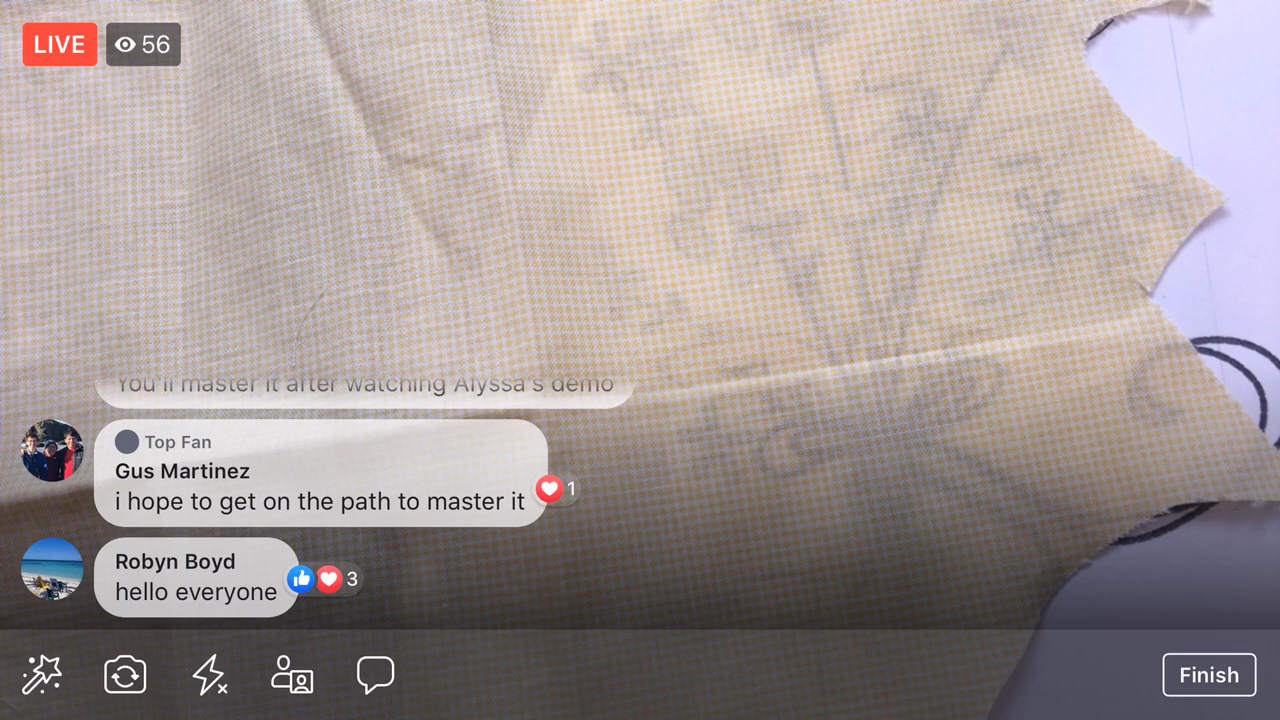 LIVE
56
You'll master it after watching Alyssa's demo
Top Fan
Gus Martinez
i hope to get on the path to master it
1
Robyn Boyd
hello everyone
3
Finish